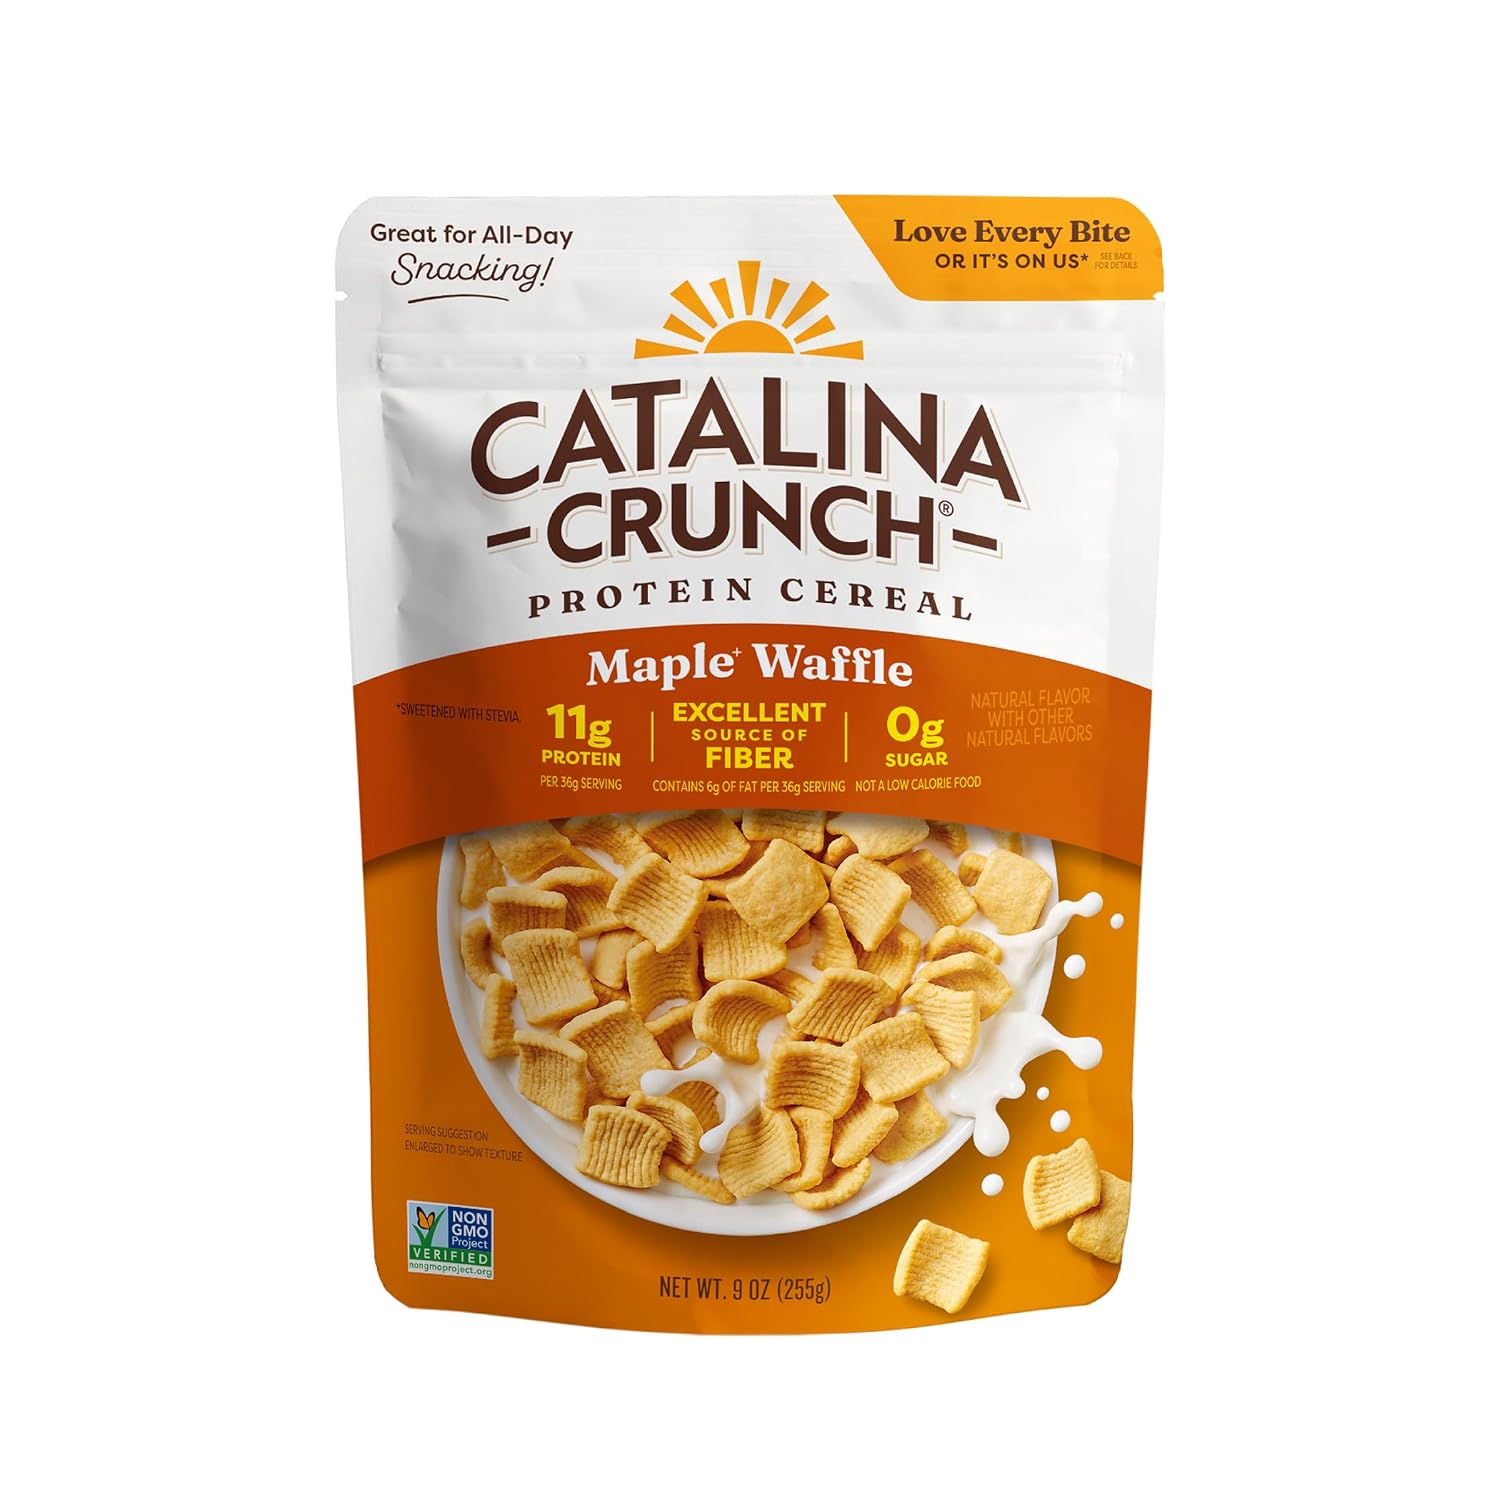 Great for All-Day
Snacking!
Love Every Bite
OR IT'S ON US*
SEE BACK
FOR DETAILS
CATALINA
CRUNCH®
PROTEIN CEREAL
Maple+ Waffle
+SWEETENED WITH STEVIA.
11g
PROTEIN
PER 36g SERVING
EXCELLENT
SOURCE OF
FIBER
CONTAINS 6g OF FAT PER 36g SERVING
0g
SUGAR
NOT A LOW CALORIE FOOD
NATURAL FLAVOR
WITH OTHER
NATURAL FLAVORS
SERVING SUGGESTION
ENLARGED TO SHOW TEXTURE
NON
GMO
Project
VERIFIED
nongmoproject.org
NET WT. 9 OZ (255g)